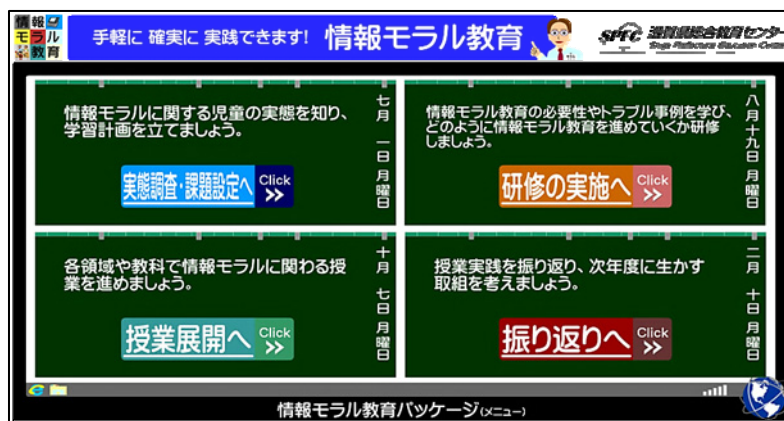 情報
モラル
教育
手軽に 確実に 実践できます! 情報モラル教育
SPEC 滋賀県総合教育センター
情報モラルに関する児童の実態を知り、
学習計画を立てましょう。
七月 一日 月曜日
実態調査・課題設定へ Click >>
情報モラル教育の必要性やトラブル事例を学び、
どのように情報モラル教育を進めていくか研修
しましょう。
八月十九日 月曜日
研修の実施へ Click >>
各領域や教科で情報モラルに関わる授
業を進めましょう。
十月 七日 月曜日
授業展開へ Click >>
授業実践を振り返り、次年度に生かす
取組を考えましょう。
二月 十日 月曜日
振り返りへ Click >>
情報モラル教育パッケージ(メニュー)